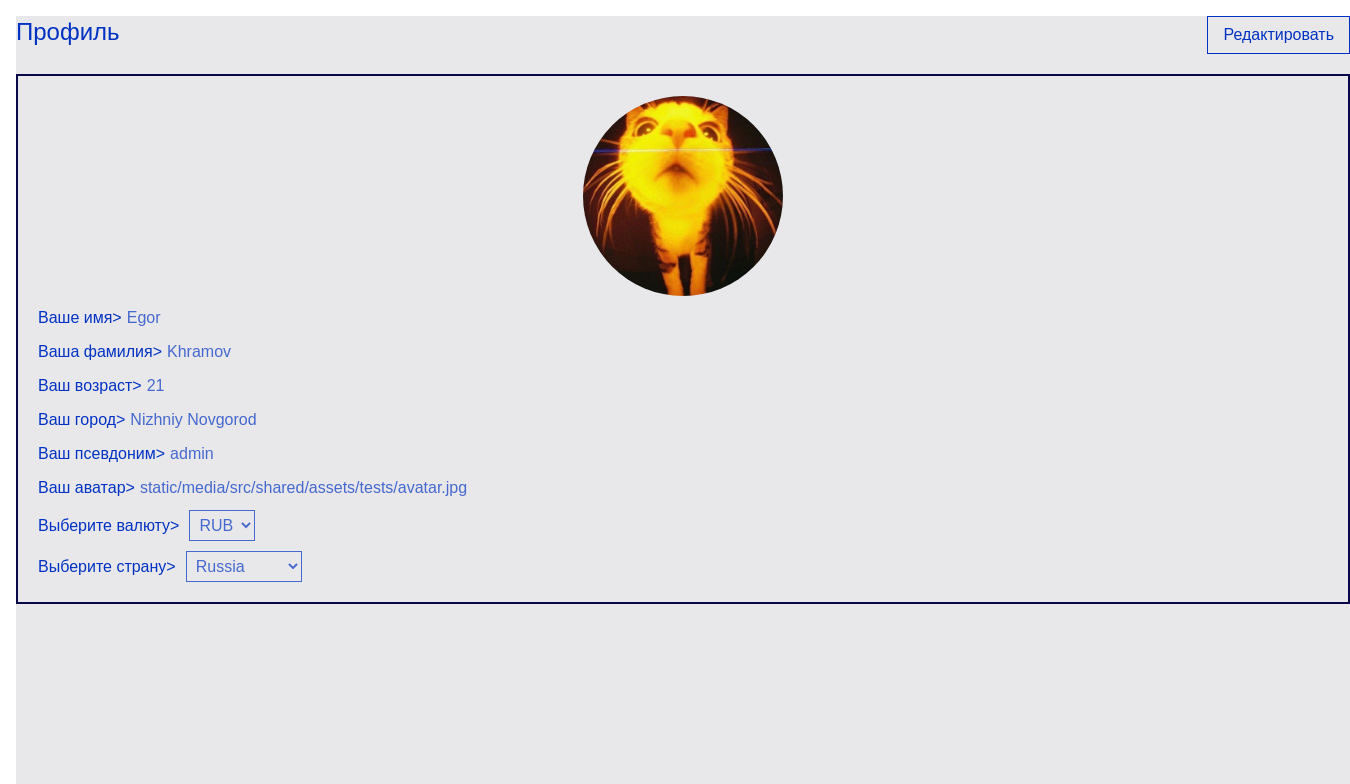 Профиль
Редактировать
Ваше имя> Egor
Ваша фамилия> Khramov
Ваш возраст> 21
Ваш город> Nizhniy Novgorod
Ваш псевдоним> admin
Ваш аватар> static/media/src/shared/assets/tests/avatar.jpg
Выберите валюту> RUB
Выберите страну> Russia